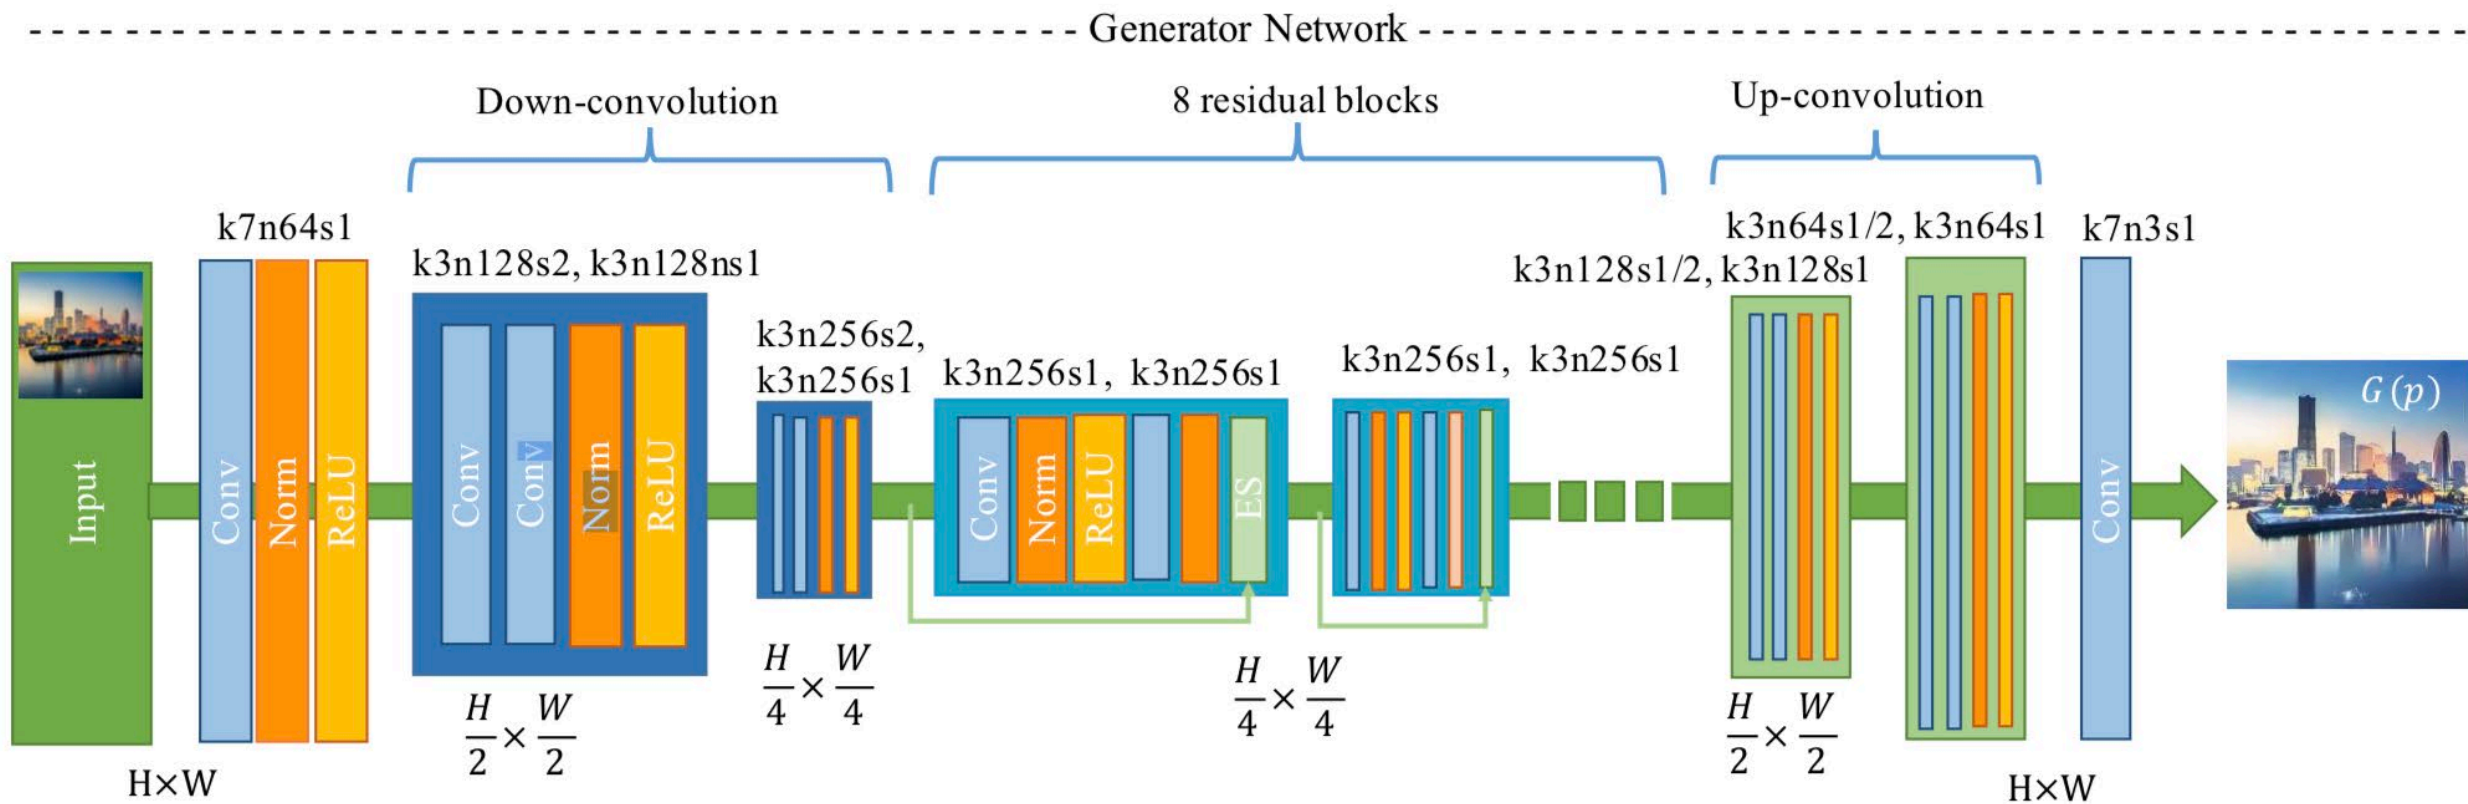 Generator Network
Down-convolution
8 residual blocks
Up-convolution
k7n64s1
k3n128s2, k3n128ns1
k3n256s2,
k3n256s1
k3n256s1, k3n256s1
k3n256s1, k3n256s1
k3n128s1/2, k3n128s1
k3n64s1/2, k3n64s1
k7n3s1
Input
Conv
Norm
ReLU
Conv
Conv
Norm
ReLU
Conv
Norm
ReLU
ES
Conv
G(p)
H×W
H/2 × W/2
H/4 × W/4
H/4 × W/4
H/2 × W/2
H×W